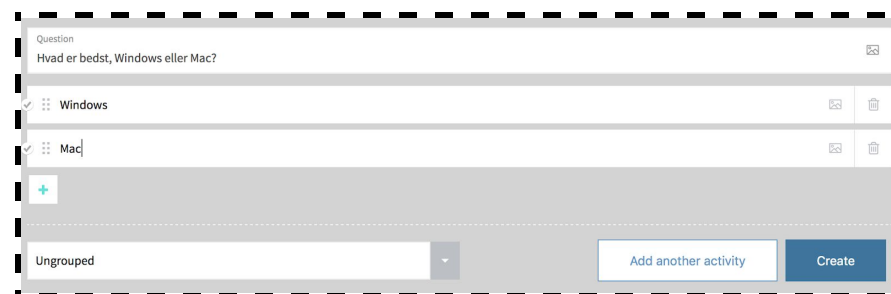 Question
Hvad er bedst, Windows eller Mac?
Windows
Mac
Ungrouped
Add another activity
Create